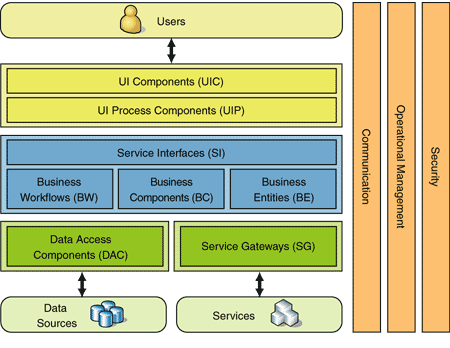 Users
UI Components (UIC)
UI Process Components (UIP)
Service Interfaces (SI)
Business
Workflows (BW)
Business
Components (BC)
Business
Entities (BE)
Data Access
Components (DAC)
Service Gateways (SG)
Data
Sources
Services
Communication
Operational Management
Security